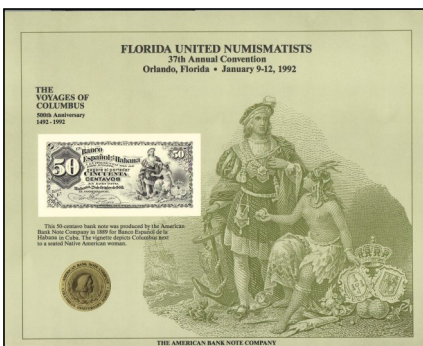 FLORIDA UNITED NUMISMATISTS
37th Annual Convention
Orlando, Florida • January 9-12, 1992
THE
VOYAGES OF
COLUMBUS
500th Anniversary
1492 - 1992
50
El Banco
Español de la Habana
50
CINCUENTA
CENTAVOS
This 50-centavo bank note was produced by the American
Bank Note Company in 1889 for Banco Español de la
Habana in Cuba. The vignette depicts Columbus next
to a seated Native American woman.
THE AMERICAN BANK NOTE COMPANY